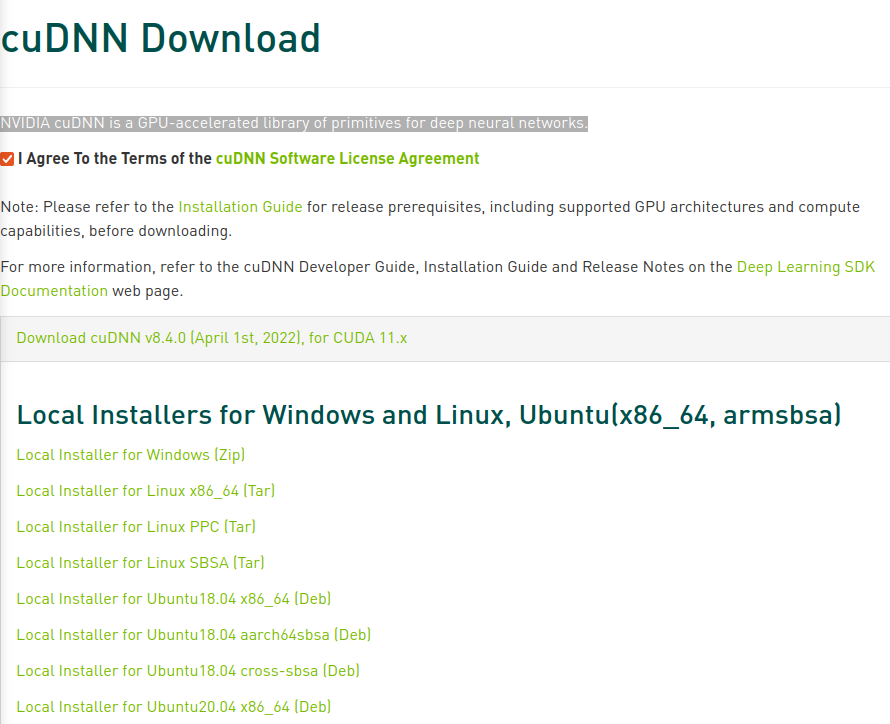 cuDNN Download
NVIDIA cuDNN is a GPU-accelerated library of primitives for deep neural networks.
I Agree To the Terms of the cuDNN Software License Agreement
Note: Please refer to the Installation Guide for release prerequisites, including supported GPU architectures and compute
capabilities, before downloading.
For more information, refer to the cuDNN Developer Guide, Installation Guide and Release Notes on the Deep Learning SDK
Documentation web page.
Download cuDNN v8.4.0 (April 1st, 2022), for CUDA 11.x
Local Installers for Windows and Linux, Ubuntu(x86_64, armsbsa)
Local Installer for Windows (Zip)
Local Installer for Linux x86_64 (Tar)
Local Installer for Linux PPC (Tar)
Local Installer for Linux SBSA (Tar)
Local Installer for Ubuntu18.04 x86_64 (Deb)
Local Installer for Ubuntu18.04 aarch64sbsa (Deb)
Local Installer for Ubuntu18.04 cross-sbsa (Deb)
Local Installer for Ubuntu20.04 x86_64 (Deb)